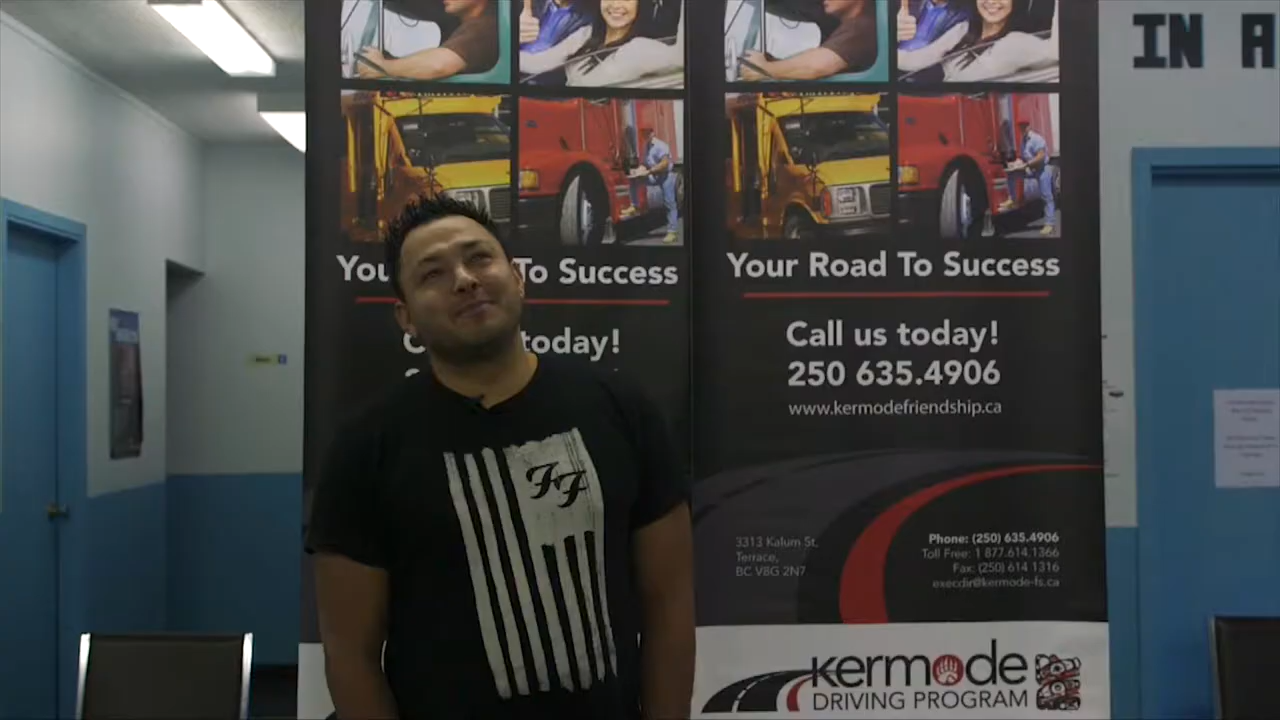 IN A
You To Success
today!
FF
Your Road To Success
Call us today!
250 635.4906
www.kermodefriendship.ca
3313 Kalum St,
Terrace,
BC V8G 2N7
Phone: (250) 635.4906
Toll Free: 1 877.614.1366
Fax: (250) 614 1316
execdir@kermode-fs.ca
kermode
DRIVING PROGRAM